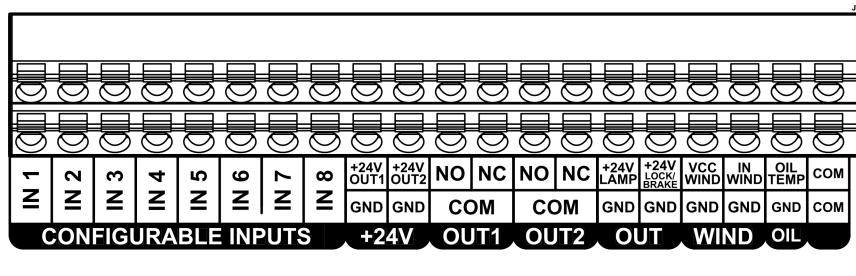 J
IN 1 IN 2 IN 3 IN 4 IN 5 IN 6 IN 7 IN 8
+24V OUT1 +24V OUT2 NO NC NO NC +24V LAMP +24V LOCK/ BRAKE VCC WIND IN WIND OIL TEMP COM
GND GND COM COM GND GND GND GND GND COM
CONFIGURABLE INPUTS +24V OUT1 OUT2 OUT WIND OIL